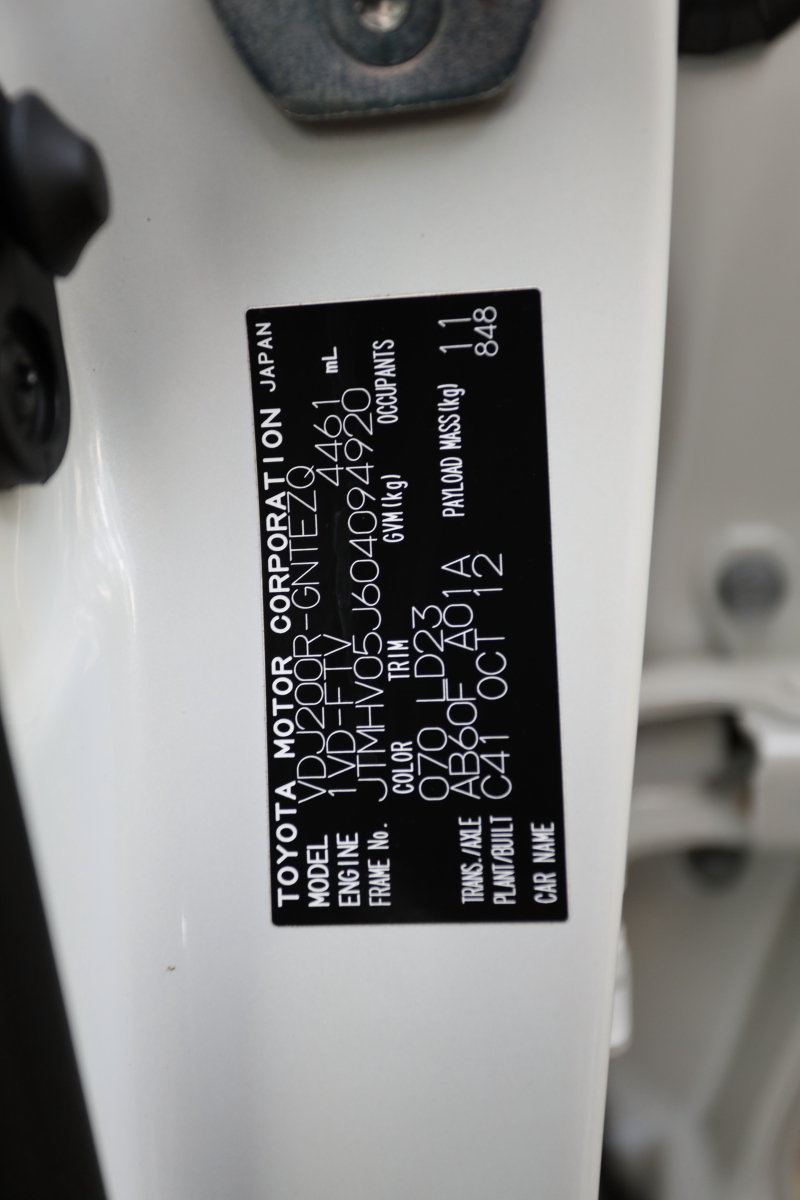 TOYOTA MOTOR CORPORATION JAPAN
MODEL VDJ200R-GNTEZQ
ENGINE 1VD-FTV 4461 mL
FRAME No. JTMHV05J604094920
COLOR TRIM GVM(kg) OCCUPANTS
070 LD23
TRANS./AXLE AB60F A01A PAYLOAD MASS(kg) 11
PLANT/BUILT C41 OCT 12 848
CAR NAME